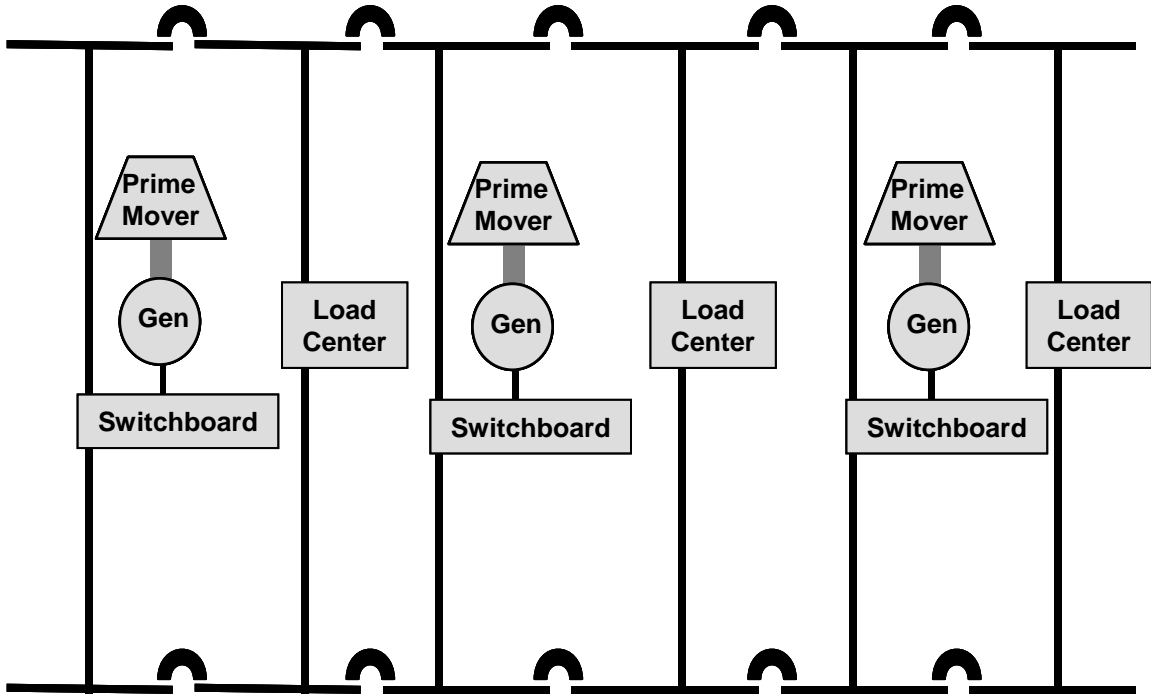 Prime
Mover
Gen
Switchboard
Load
Center
Prime
Mover
Gen
Switchboard
Load
Center
Prime
Mover
Gen
Switchboard
Load
Center